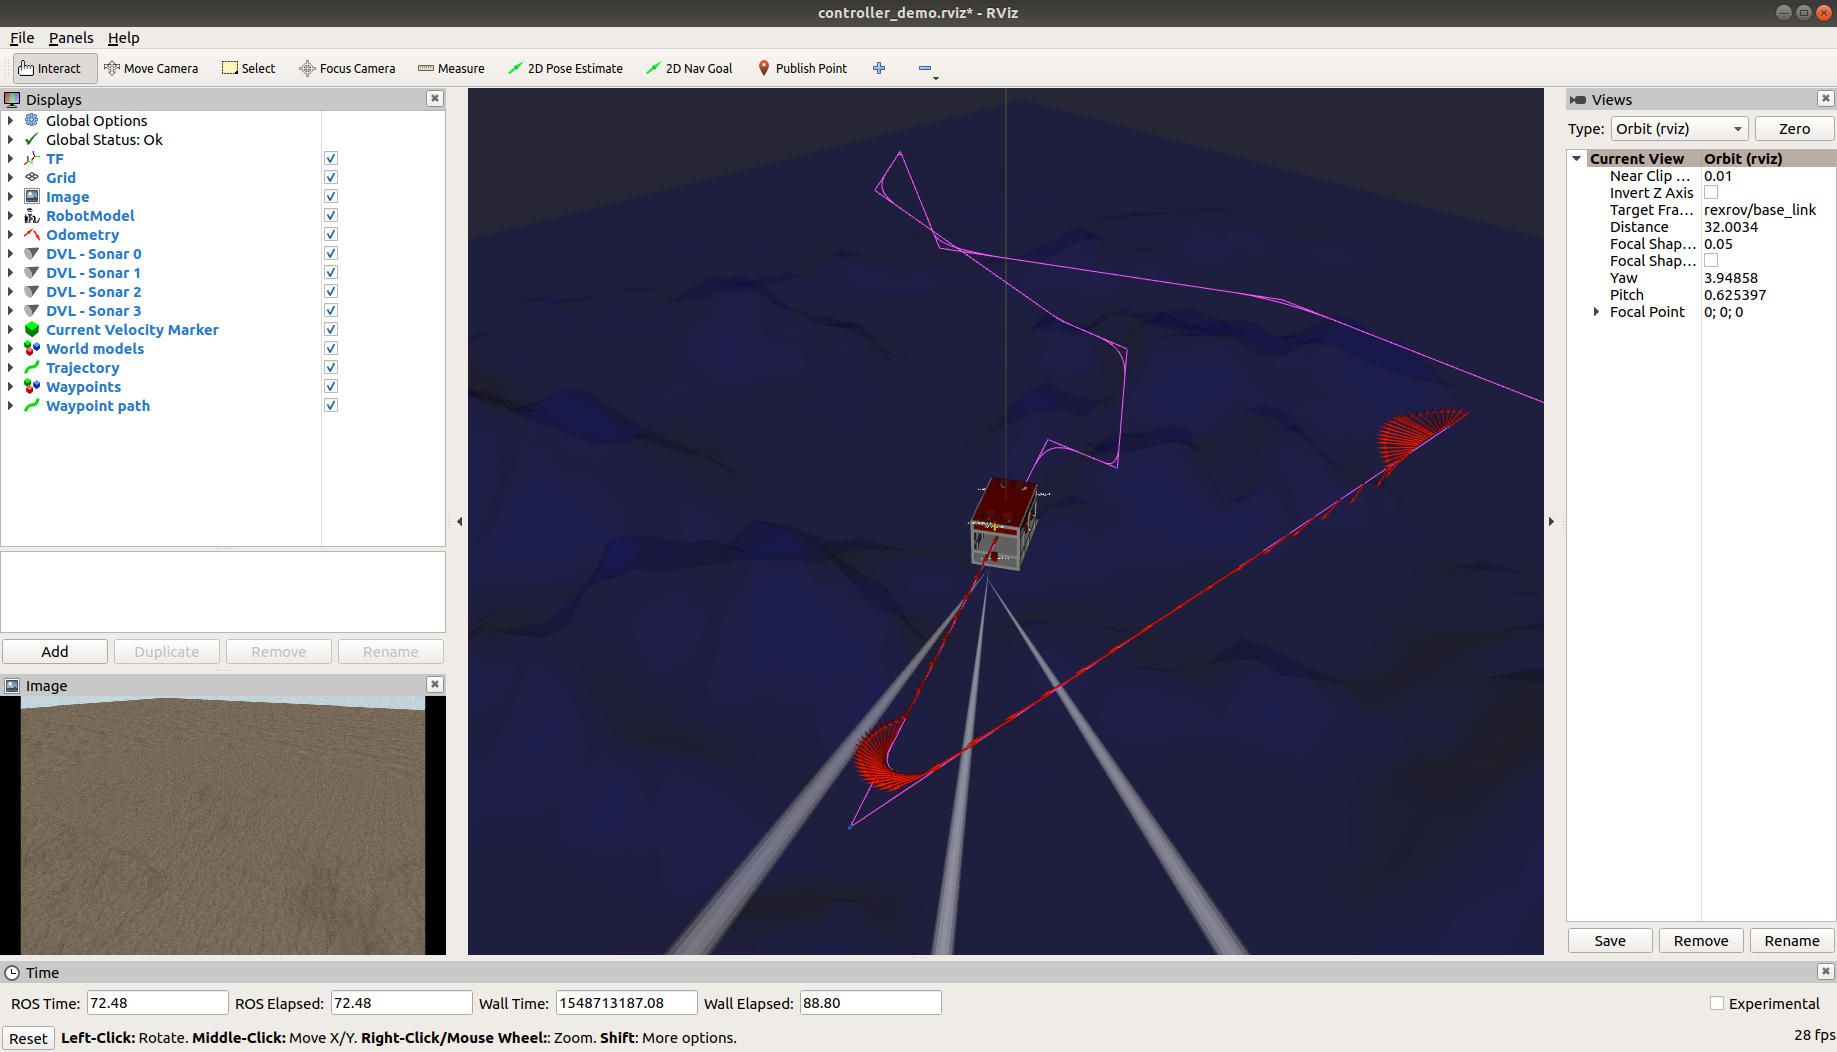 controller_demo.rviz* - RViz
File Panels Help
Interact Move Camera Select Focus Camera Measure 2D Pose Estimate 2D Nav Goal Publish Point
Displays
Global Options
Global Status: Ok
TF
Grid
Image
RobotModel
Odometry
DVL - Sonar 0
DVL - Sonar 1
DVL - Sonar 2
DVL - Sonar 3
Current Velocity Marker
World models
Trajectory
Waypoints
Waypoint path
Add Duplicate Remove Rename
Image
Views
Type: Orbit (rviz) Zero
Current View Orbit (rviz)
Near Clip ... 0.01
Invert Z Axis
Target Fra... rexrov/base_link
Distance 32.0034
Focal Shap... 0.05
Focal Shap...
Yaw 3.94858
Pitch 0.625397
Focal Point 0; 0; 0
Save Remove Rename
Time
ROS Time: 72.48 ROS Elapsed: 72.48 Wall Time: 1548713187.08 Wall Elapsed: 88.80 Experimental
Reset Left-Click: Rotate. Middle-Click: Move X/Y. Right-Click/Mouse Wheel:: Zoom. Shift: More options. 28 fps